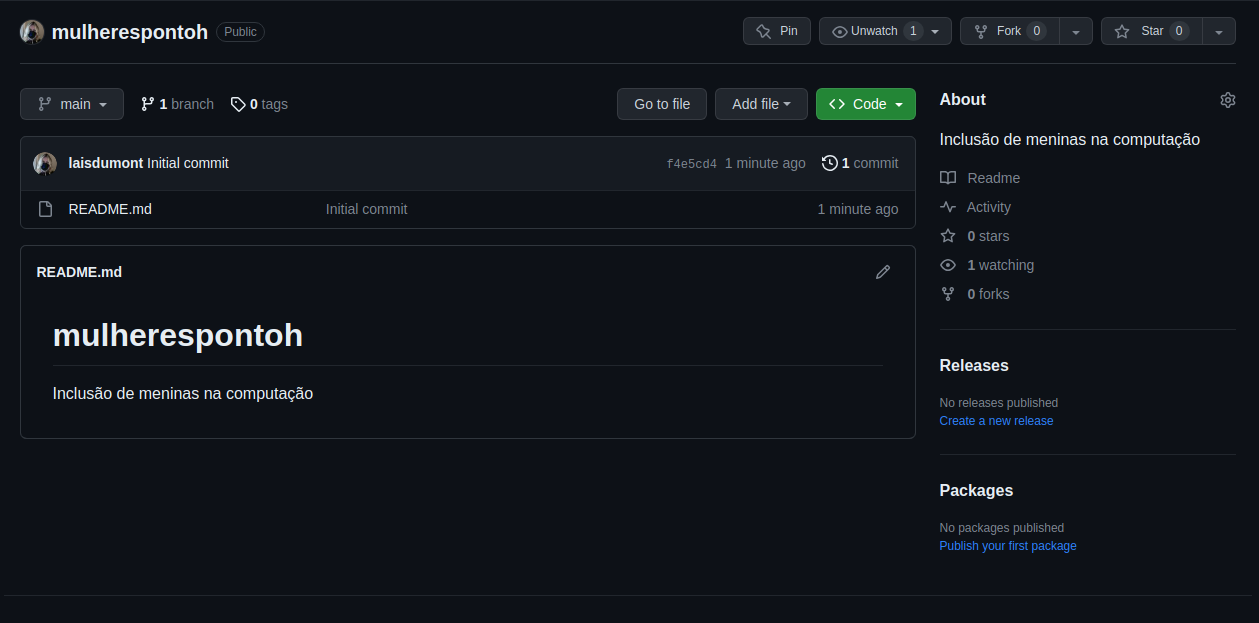 mulherespontoh Public Pin Unwatch 1 Fork 0 Star 0
main 1 branch 0 tags Go to file Add file Code
laisdumont Initial commit f4e5cd4 1 minute ago 1 commit
README.md Initial commit 1 minute ago
README.md
mulherespontoh
Inclusão de meninas na computação
About
Inclusão de meninas na computação
Readme
Activity
0 stars
1 watching
0 forks
Releases
No releases published
Create a new release
Packages
No packages published
Publish your first package